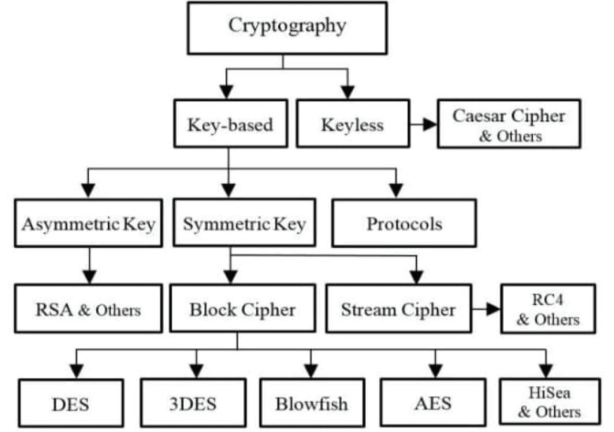 Cryptography
Key-based
Keyless
Caesar Cipher
& Others
Asymmetric Key
Symmetric Key
Protocols
RSA & Others
Block Cipher
Stream Cipher
RC4
& Others
DES
3DES
Blowfish
AES
HiSea
& Others